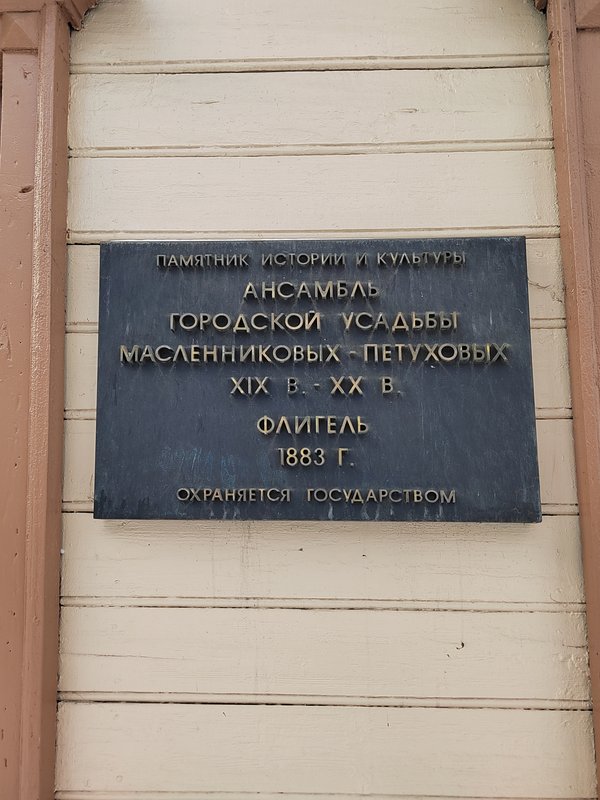 ПАМЯТНИК ИСТОРИИ И КУЛЬТУРЫ
АНСАМБЛЬ
ГОРОДСКОЙ УСАДЬБЫ
МАСЛЕННИКОВЫХ - ПЕТУХОВЫХ
XIX В. - XX В.
ФЛИГЕЛЬ
1883 Г.
ОХРАНЯЕТСЯ ГОСУДАРСТВОМ